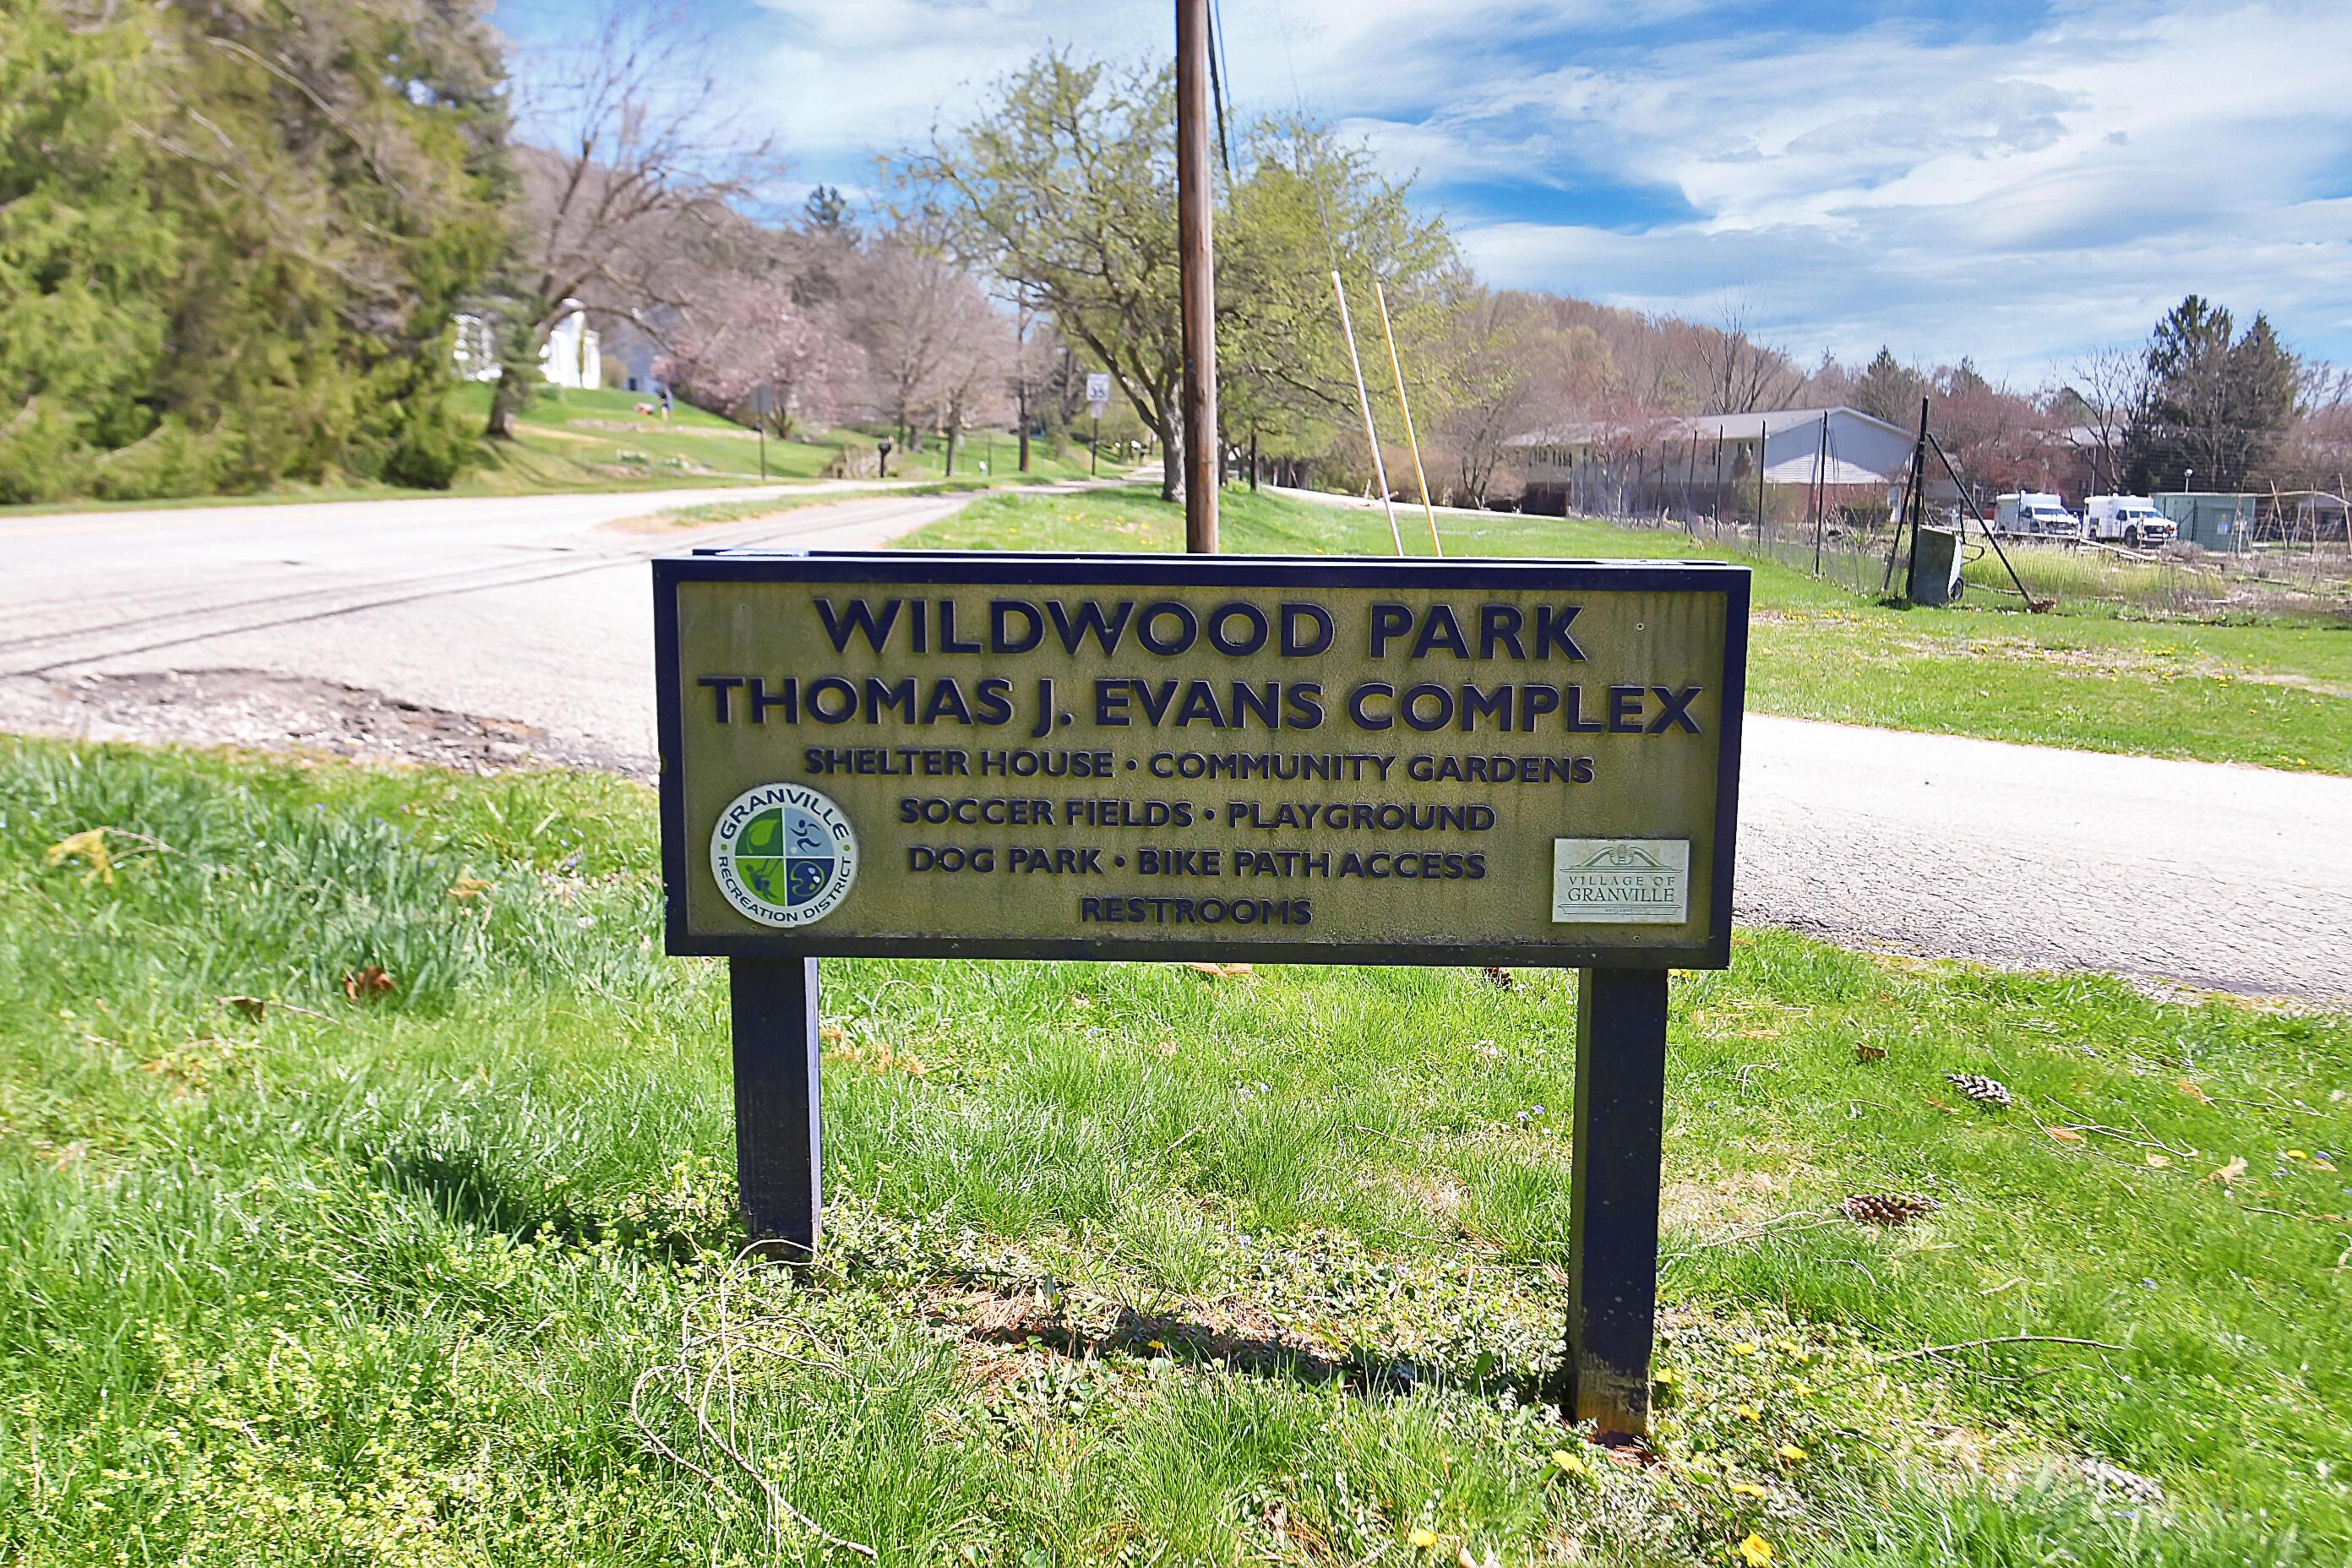 35
WILDWOOD PARK
THOMAS J. EVANS COMPLEX
SHELTER HOUSE • COMMUNITY GARDENS
SOCCER FIELDS • PLAYGROUND
DOG PARK • BIKE PATH ACCESS
RESTROOMS
GRANVILLE
• RECREATION DISTRICT •
VILLAGE OF
GRANVILLE